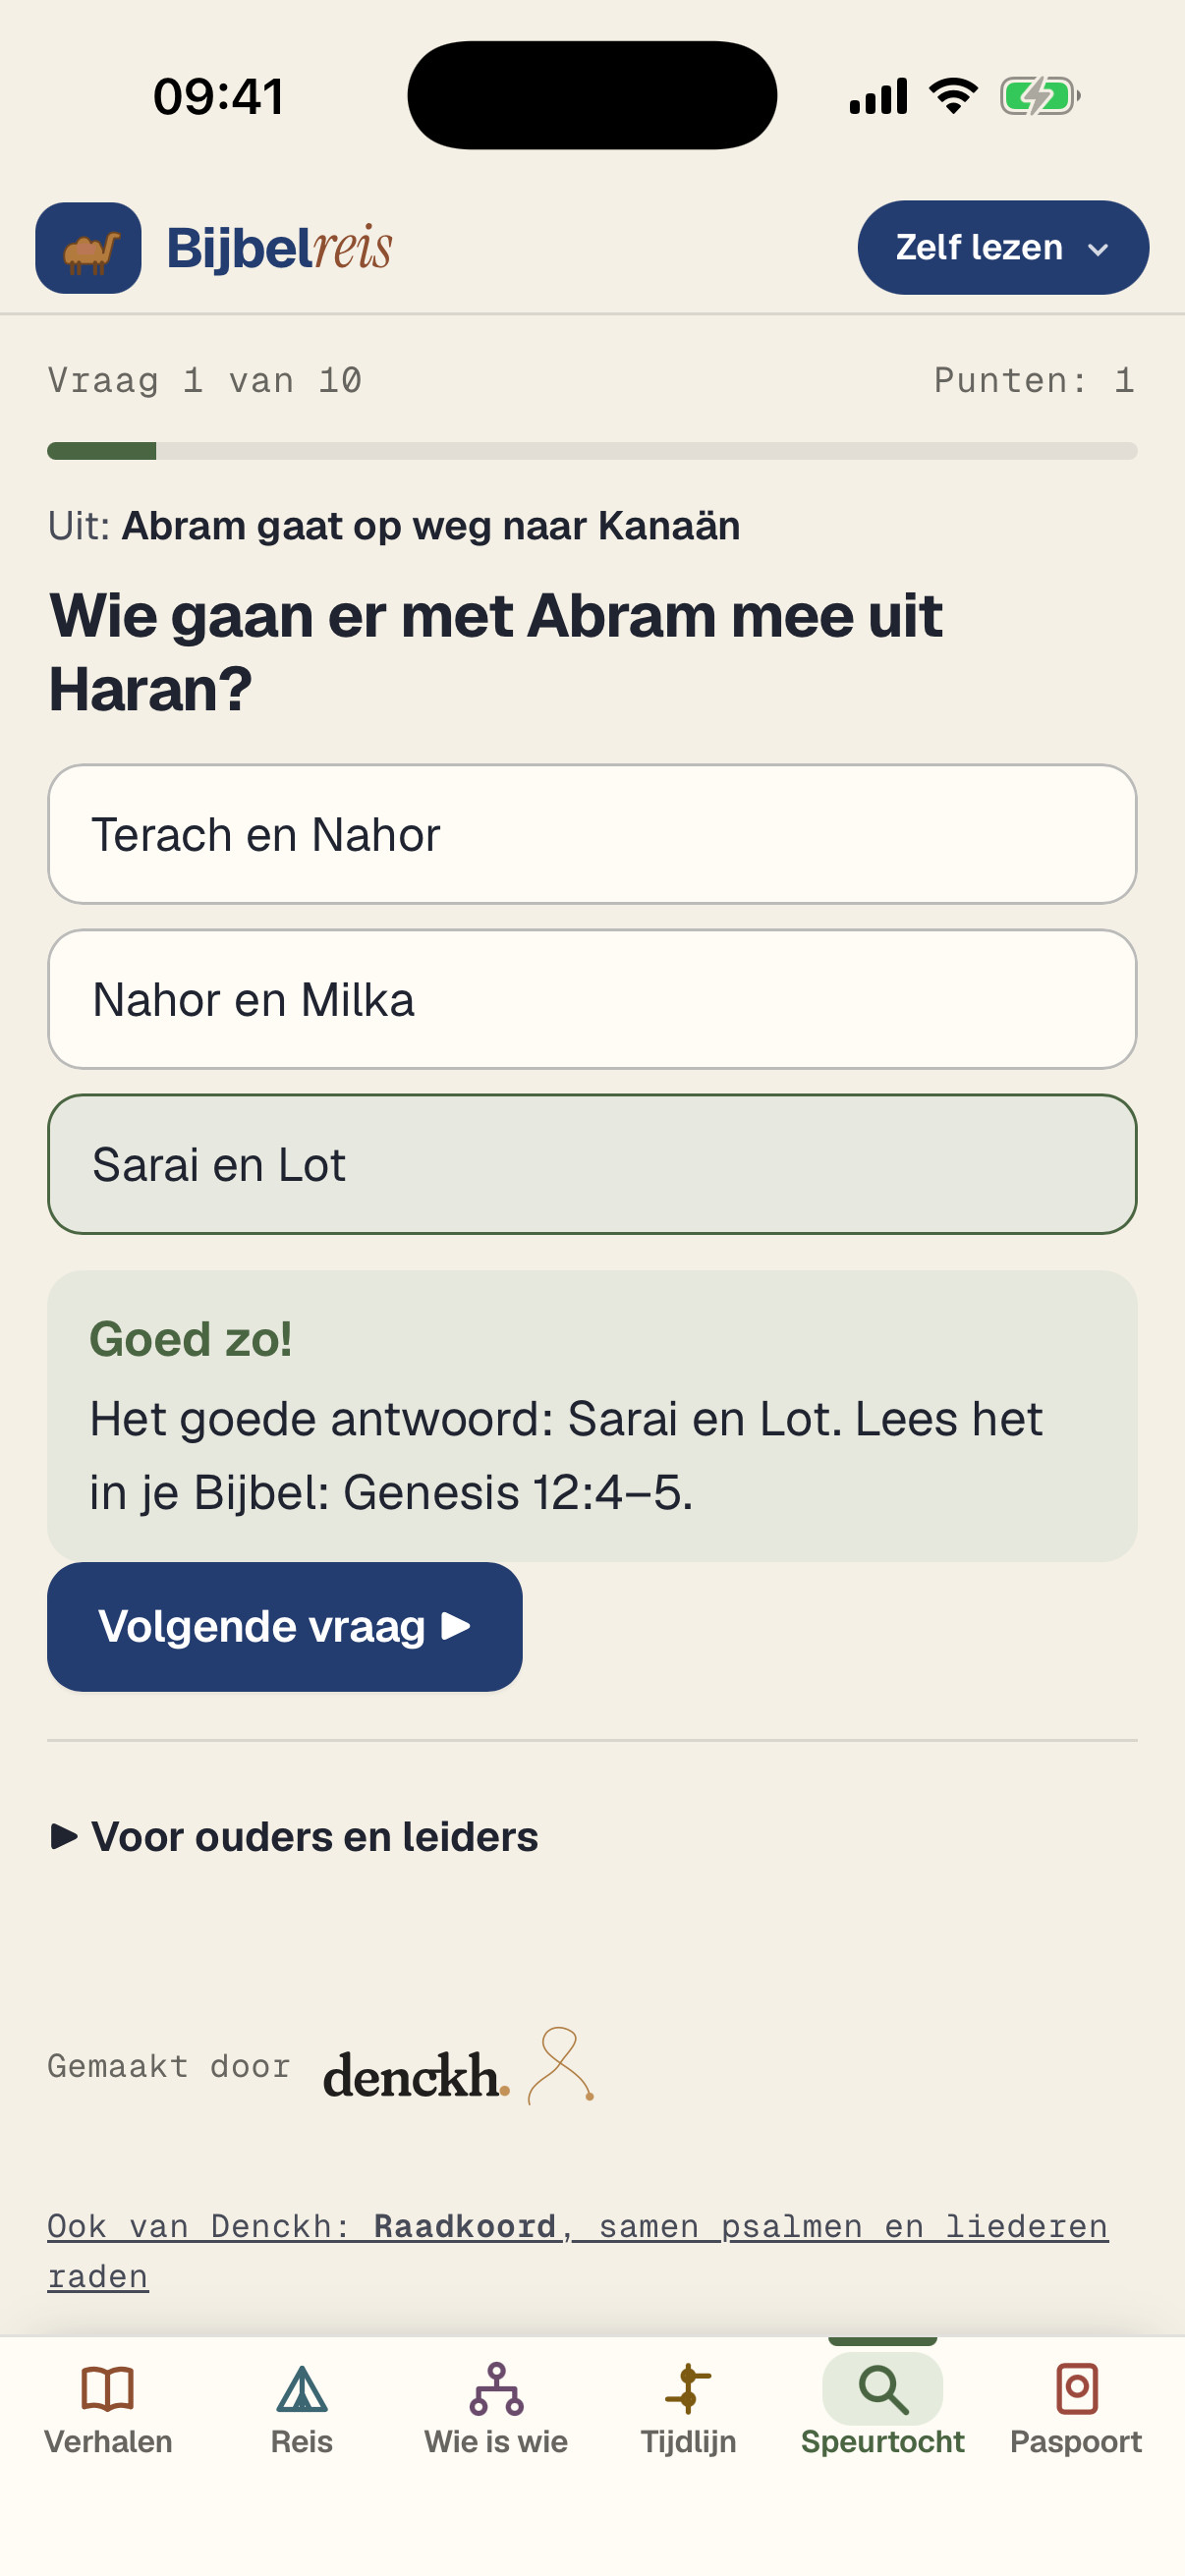 09:41
Bijbelreis
Zelf lezen
Vraag 1 van 10
Punten: 1
Uit: Abram gaat op weg naar Kanaän
Wie gaan er met Abram mee uit
Haran?
Terach en Nahor
Nahor en Milka
Sarai en Lot
Goed zo!
Het goede antwoord: Sarai en Lot. Lees het
in je Bijbel: Genesis 12:4–5.
Volgende vraag
Voor ouders en leiders
Gemaakt door denckh.
Ook van Denckh: Raadkoord, samen psalmen en liederen
raden
Verhalen
Reis
Wie is wie
Tijdlijn
Speurtocht
Paspoort